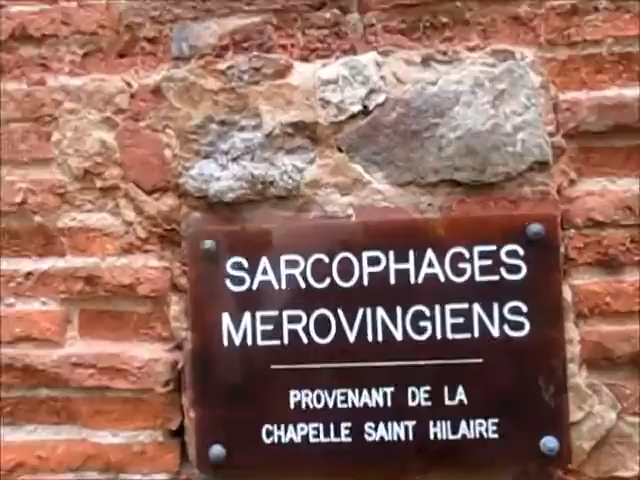 SARCOPHAGES
MEROVINGIENS
PROVENANT DE LA
CHAPELLE SAINT HILAIRE